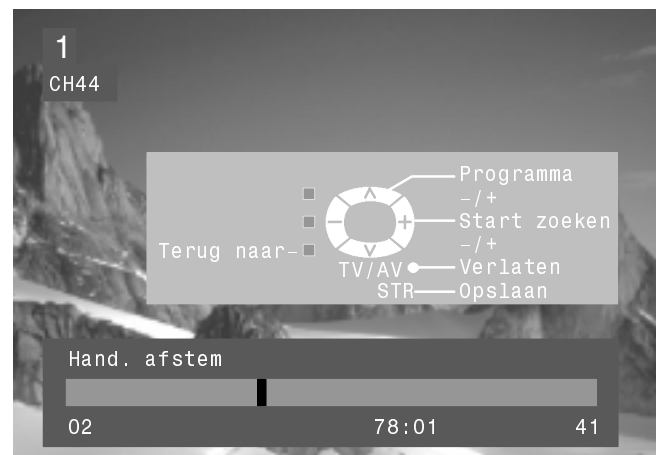 1
CH44
Programma
-/+
Start zoeken
-/+
Terug naar
TV/AV Verlaten
STR Opslaan
Hand. afstem
02 78:01 41